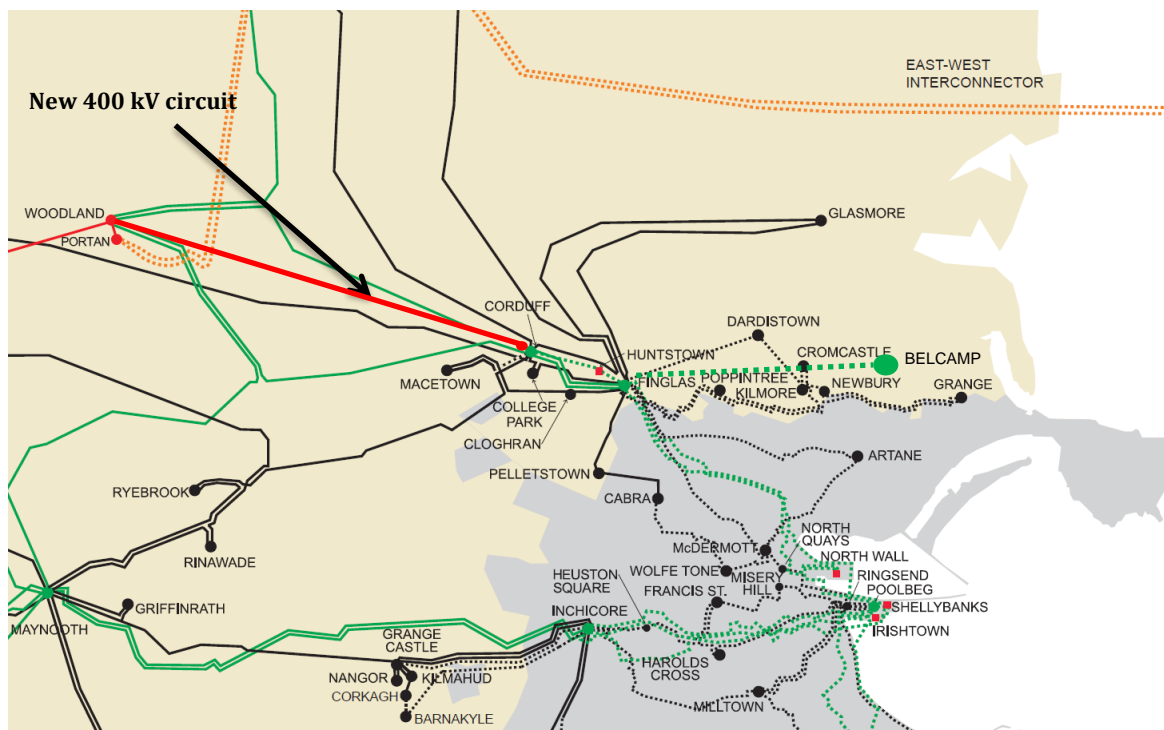 EAST-WEST
INTERCONNECTOR
New 400 kV circuit
WOODLAND
PORTAN
GLASMORE
CORDUFF
DARDISTOWN
HUNTSTOWN
CROMCASTLE
BELCAMP
MACETOWN
FINGLAS
POPPINTREE
KILMORE
NEWBURY
GRANGE
COLLEGE
PARK
CLOGHRAN
PELLETSTOWN
ARTANE
RYEBROOK
CABRA
RINAWADE
NORTH
QUAYS
McDERMOTT
NORTH WALL
WOLFE TONE
MISERY
HILL
RINGSEND
POOLBEG
HEUSTON
SQUARE
FRANCIS ST.
SHELLYBANKS
GRIFFINRATH
INCHICORE
IRISHTOWN
MAYNOOTH
GRANGE
CASTLE
HAROLDS
CROSS
NANGOR
KILMAHUD
CORKAGH
MILLTOWN
BARNAKYLE